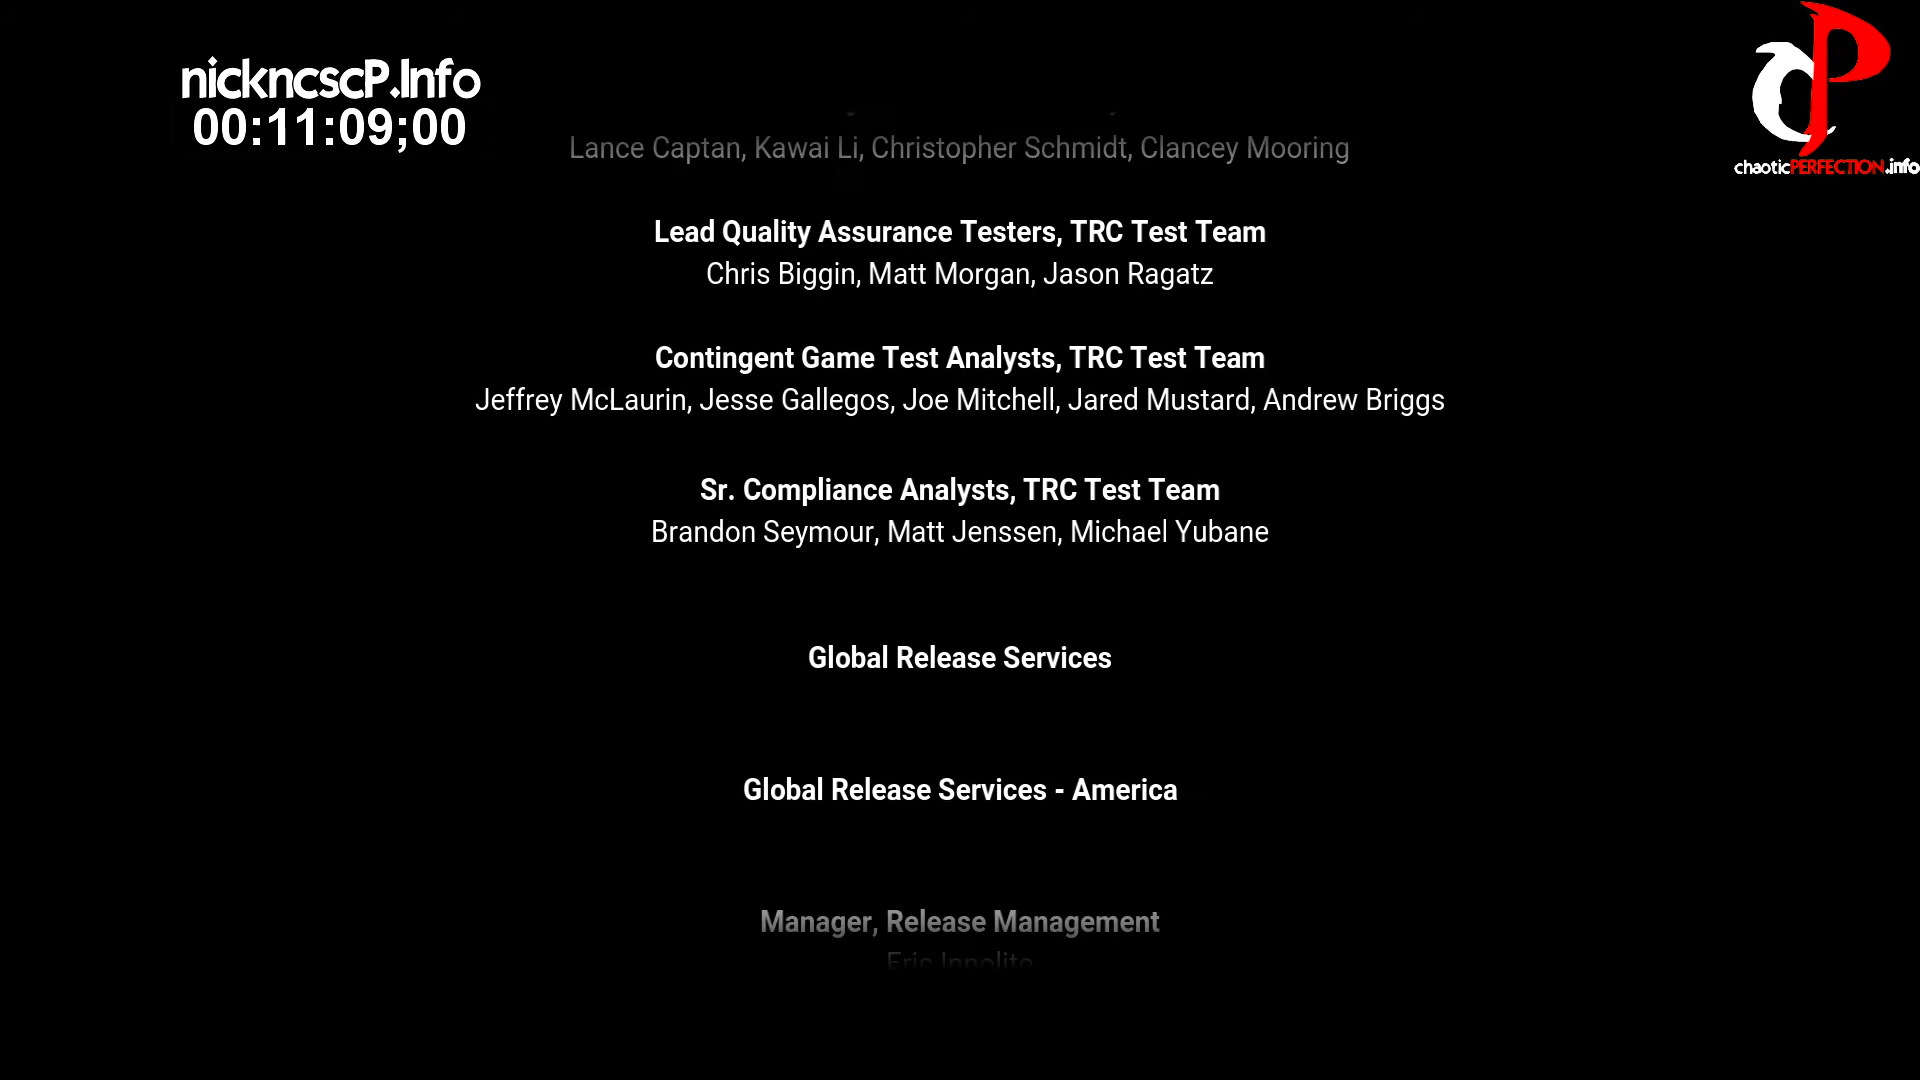 nickncscP.Info
00:11:09;00
chaoticPERFECTION.info
Lance Captan, Kawai Li, Christopher Schmidt, Clancey Mooring
Lead Quality Assurance Testers, TRC Test Team
Chris Biggin, Matt Morgan, Jason Ragatz
Contingent Game Test Analysts, TRC Test Team
Jeffrey McLaurin, Jesse Gallegos, Joe Mitchell, Jared Mustard, Andrew Briggs
Sr. Compliance Analysts, TRC Test Team
Brandon Seymour, Matt Jenssen, Michael Yubane
Global Release Services
Global Release Services - America
Manager, Release Management
Eric Ippolito